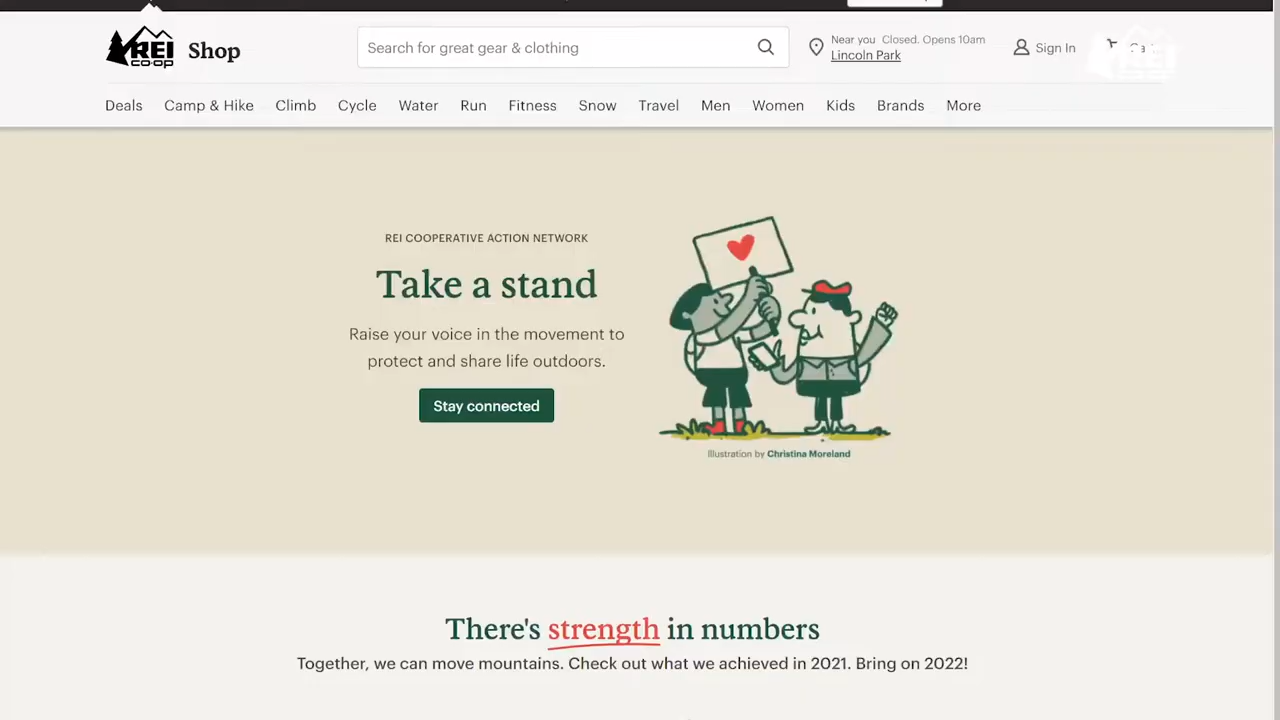 REI
CO·OP
Shop
Search for great gear & clothing
Near you Closed. Opens 10am
Lincoln Park
Sign In
REI
Deals Camp & Hike Climb Cycle Water Run Fitness Snow Travel Men Women Kids Brands More
REI COOPERATIVE ACTION NETWORK
Take a stand
Raise your voice in the movement to
protect and share life outdoors.
Stay connected
Illustration by Christina Moreland
There's strength in numbers
Together, we can move mountains. Check out what we achieved in 2021. Bring on 2022!